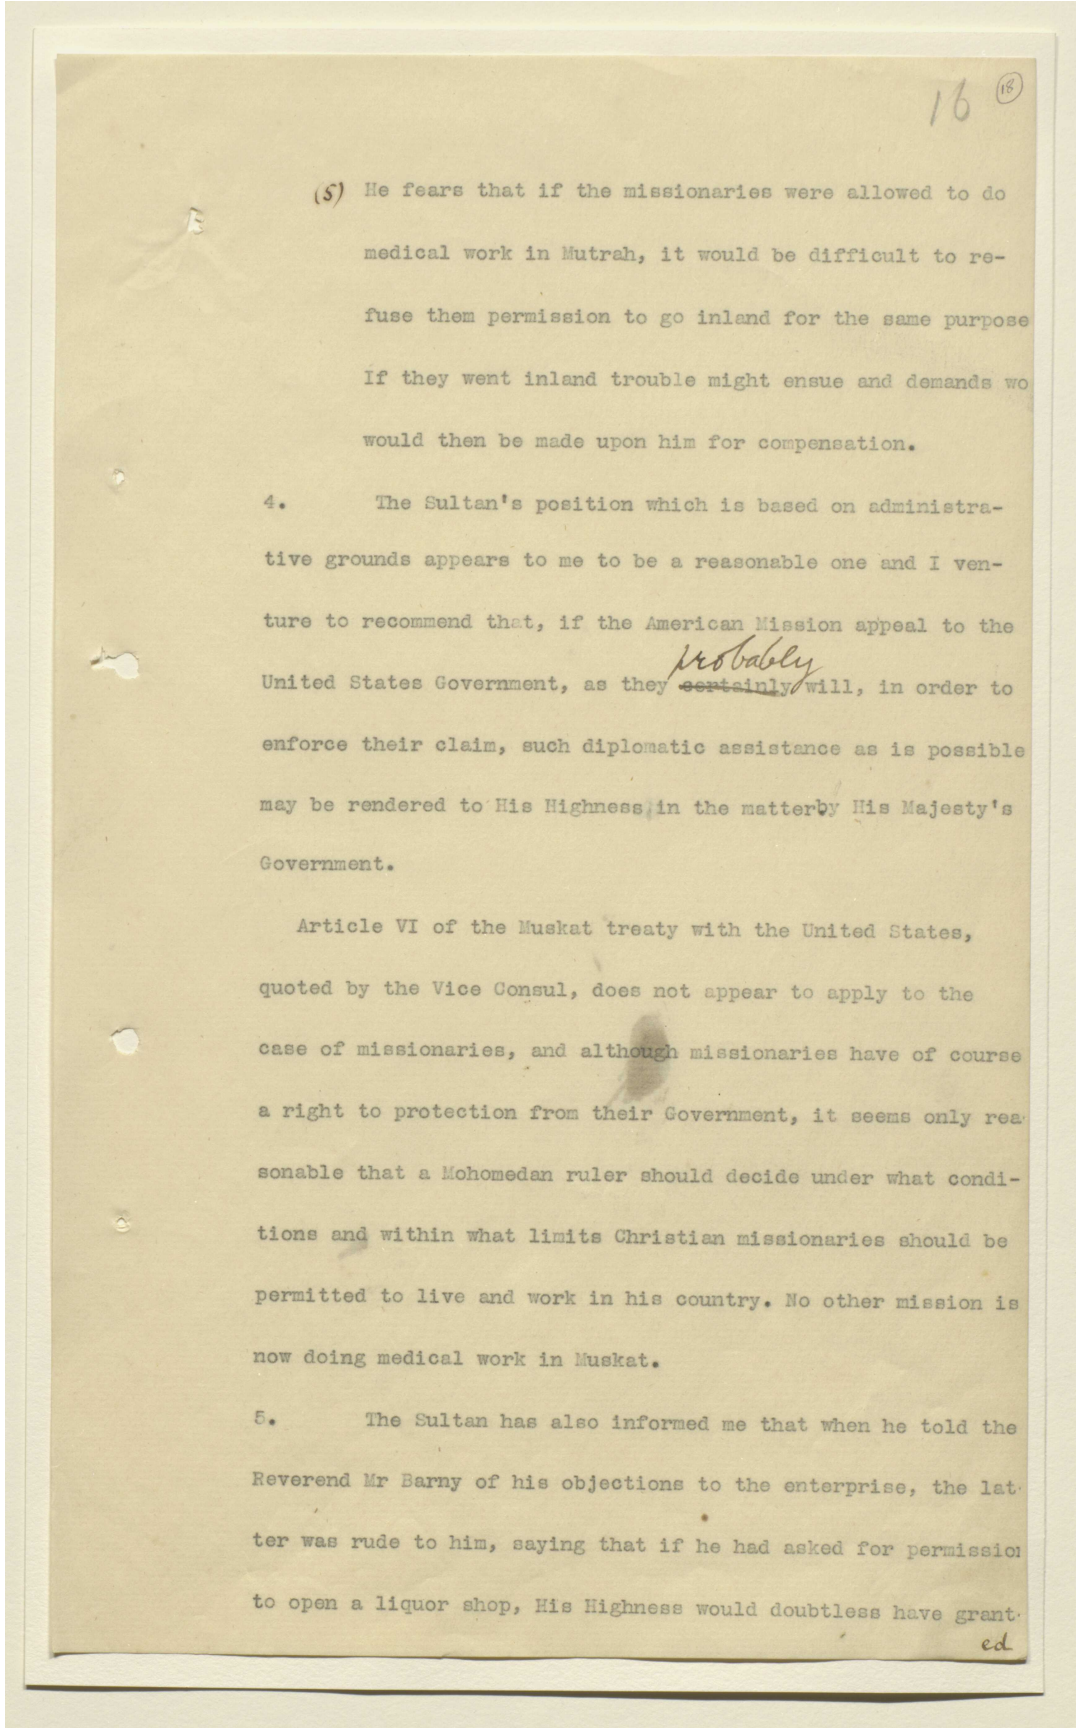 16 18
(5) He fears that if the missionaries were allowed to do
medical work in Mutrah, it would be difficult to re-
fuse them permission to go inland for the same purpose
If they went inland trouble might ensue and demands wo
would then be made upon him for compensation.
4. The Sultan's position which is based on administra-
tive grounds appears to me to be a reasonable one and I ven-
ture to recommend that, if the American Mission appeal to the
probably
United States Government, as they certainly will, in order to
enforce their claim, such diplomatic assistance as is possible
may be rendered to His Highness in the matterby His Majesty's
Government.
Article VI of the Muskat treaty with the United States,
quoted by the Vice Consul, does not appear to apply to the
case of missionaries, and although missionaries have of course
a right to protection from their Government, it seems only rea-
sonable that a Mohomedan ruler should decide under what condi-
tions and within what limits Christian missionaries should be
permitted to live and work in his country. No other mission is
now doing medical work in Muskat.
5. The Sultan has also informed me that when he told the
Reverend Mr Barny of his objections to the enterprise, the lat-
ter was rude to him, saying that if he had asked for permission
to open a liquor shop, His Highness would doubtless have grant-
ed